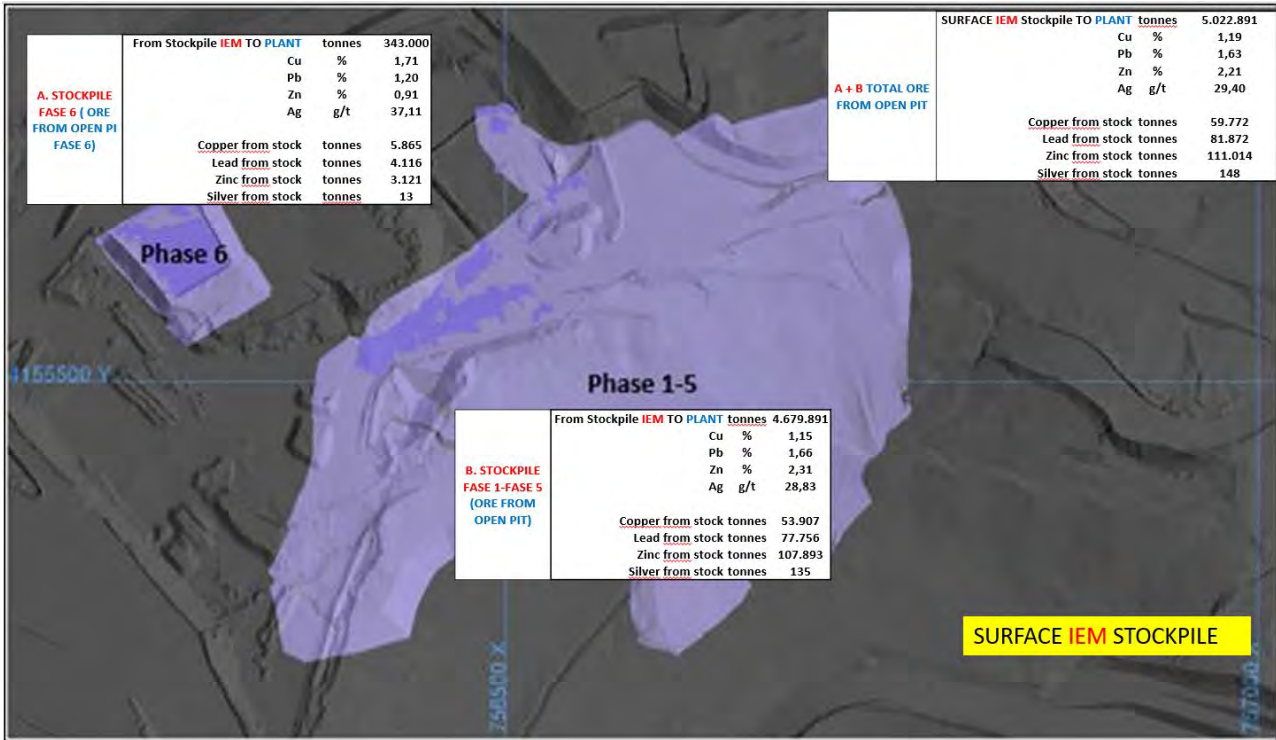 From Stockpile IEM TO PLANT tonnes 343.000
Cu % 1,71
Pb % 1,20
Zn % 0,91
Ag g/t 37,11
Copper from stock tonnes 5.865
Lead from stock tonnes 4.116
Zinc from stock tonnes 3.121
Silver from stock tonnes 13
A. STOCKPILE
FASE 6 ( ORE
FROM OPEN PI
FASE 6)
SURFACE IEM Stockpile TO PLANT tonnes 5.022.891
Cu % 1,19
Pb % 1,63
Zn % 2,21
Ag g/t 29,40
Copper from stock tonnes 59.772
Lead from stock tonnes 81.872
Zinc from stock tonnes 111.014
Silver from stock tonnes 148
A + B TOTAL ORE
FROM OPEN PIT
Phase 6
4155500 Y
Phase 1-5
From Stockpile IEM TO PLANT tonnes 4.679.891
Cu % 1,15
Pb % 1,66
Zn % 2,31
Ag g/t 28,83
Copper from stock tonnes 53.907
Lead from stock tonnes 77.756
Zinc from stock tonnes 107.893
Silver from stock tonnes 135
B. STOCKPILE
FASE 1-FASE 5
(ORE FROM
OPEN PIT)
SURFACE IEM STOCKPILE